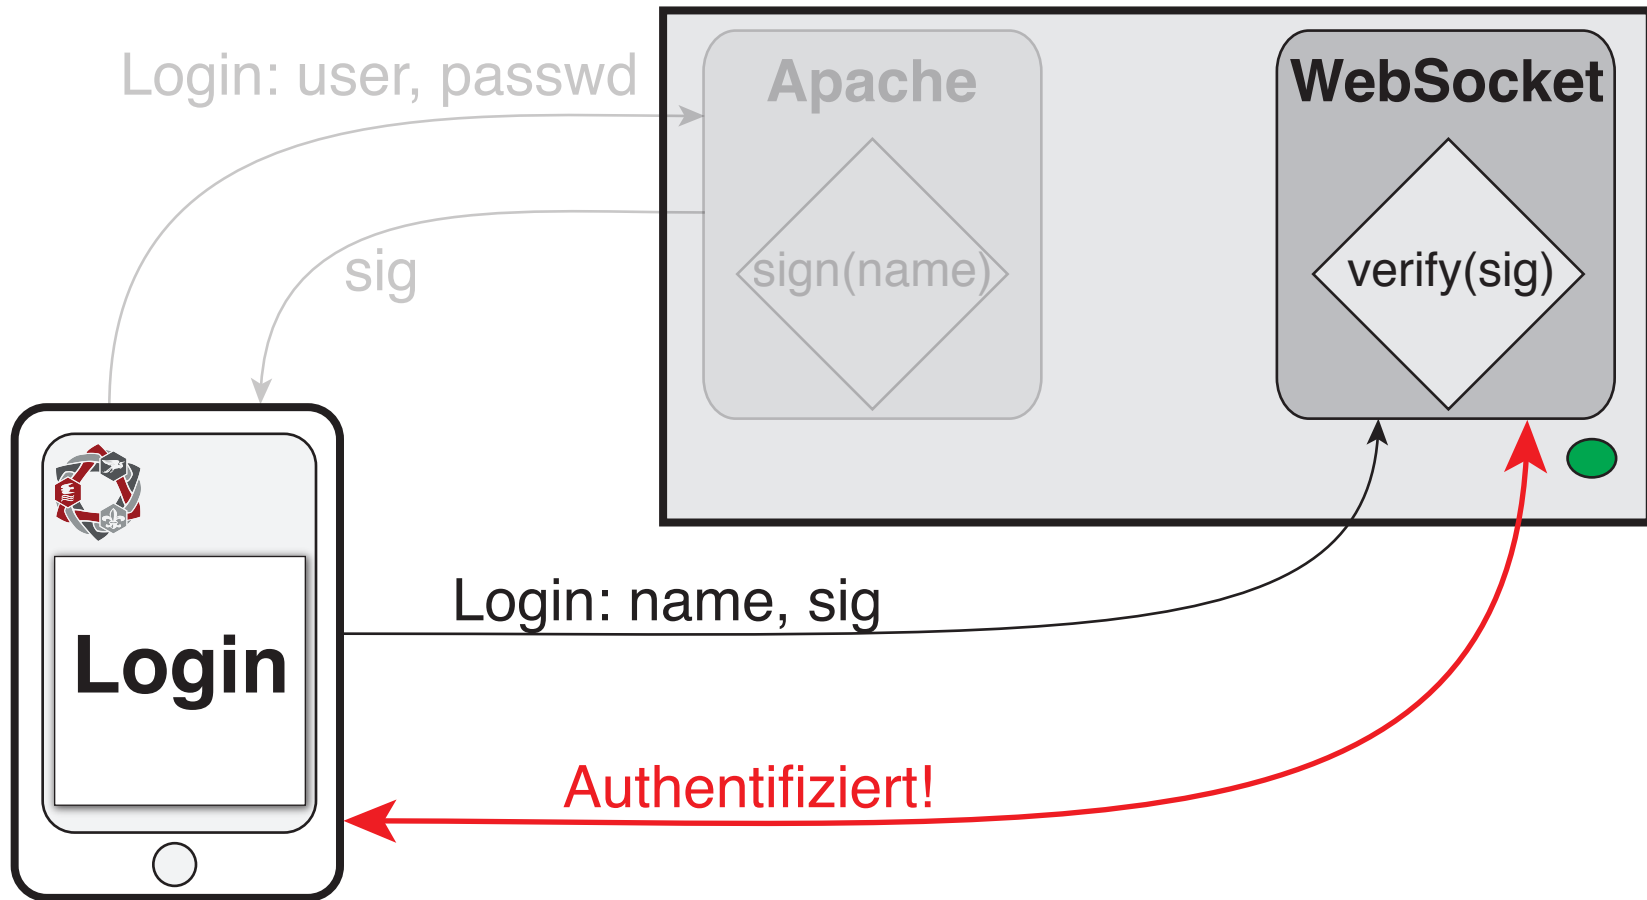 Login: user, passwd
Apache
WebSocket
sign(name)
verify(sig)
sig
Login: name, sig
Login
Authentifiziert!